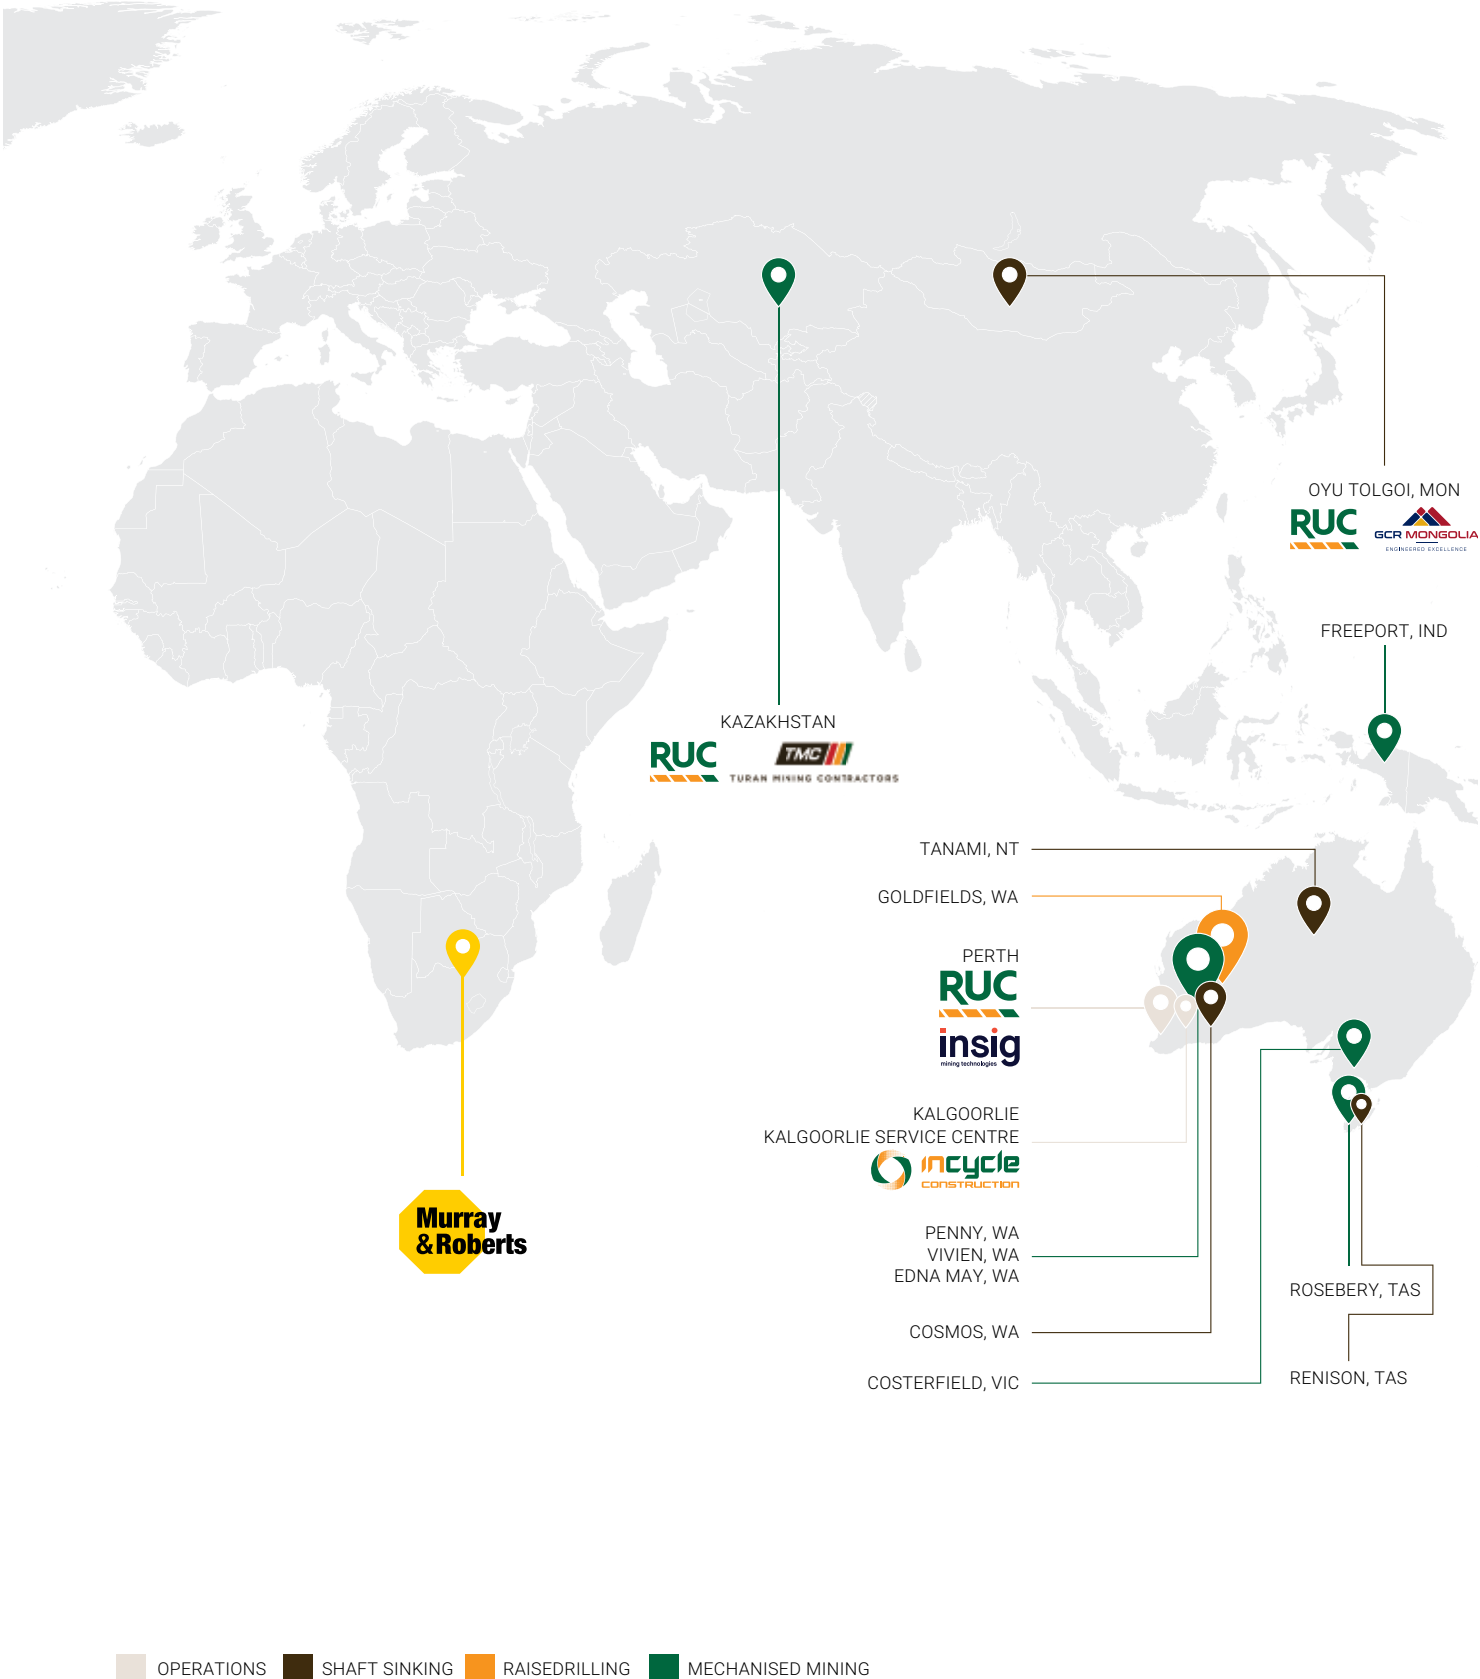 OYU TOLGOI, MON
RUC
GCR MONGOLIA
ENGINEERED EXCELLENCE
FREEPORT, IND
KAZAKHSTAN
RUC
TMC
TURAN MINING CONTRACTORS
TANAMI, NT
GOLDFIELDS, WA
PERTH
RUC
insig
mining technologies
KALGOORLIE
KALGOORLIE SERVICE CENTRE
INCYCLE
CONSTRUCTION
Murray
&Roberts
PENNY, WA
VIVIEN, WA
EDNA MAY, WA
COSMOS, WA
COSTERFIELD, VIC
ROSEBERY, TAS
RENISON, TAS
OPERATIONS
SHAFT SINKING
RAISEDRILLING
MECHANISED MINING